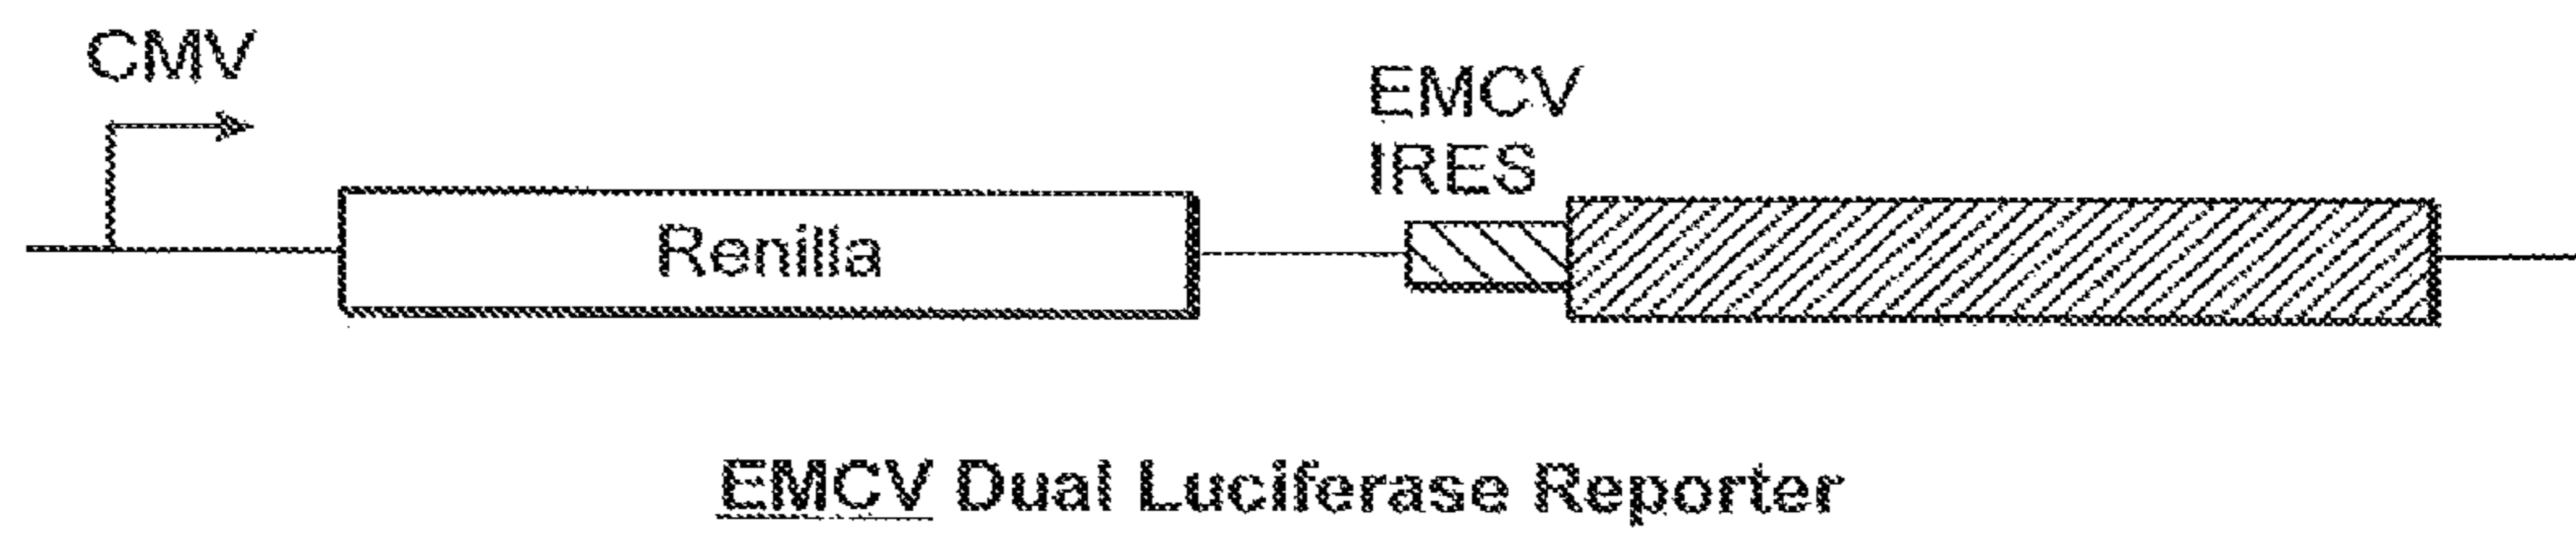 CMV
EMCV
IRES
Renilla
EMCV Dual Luciferase Reporter